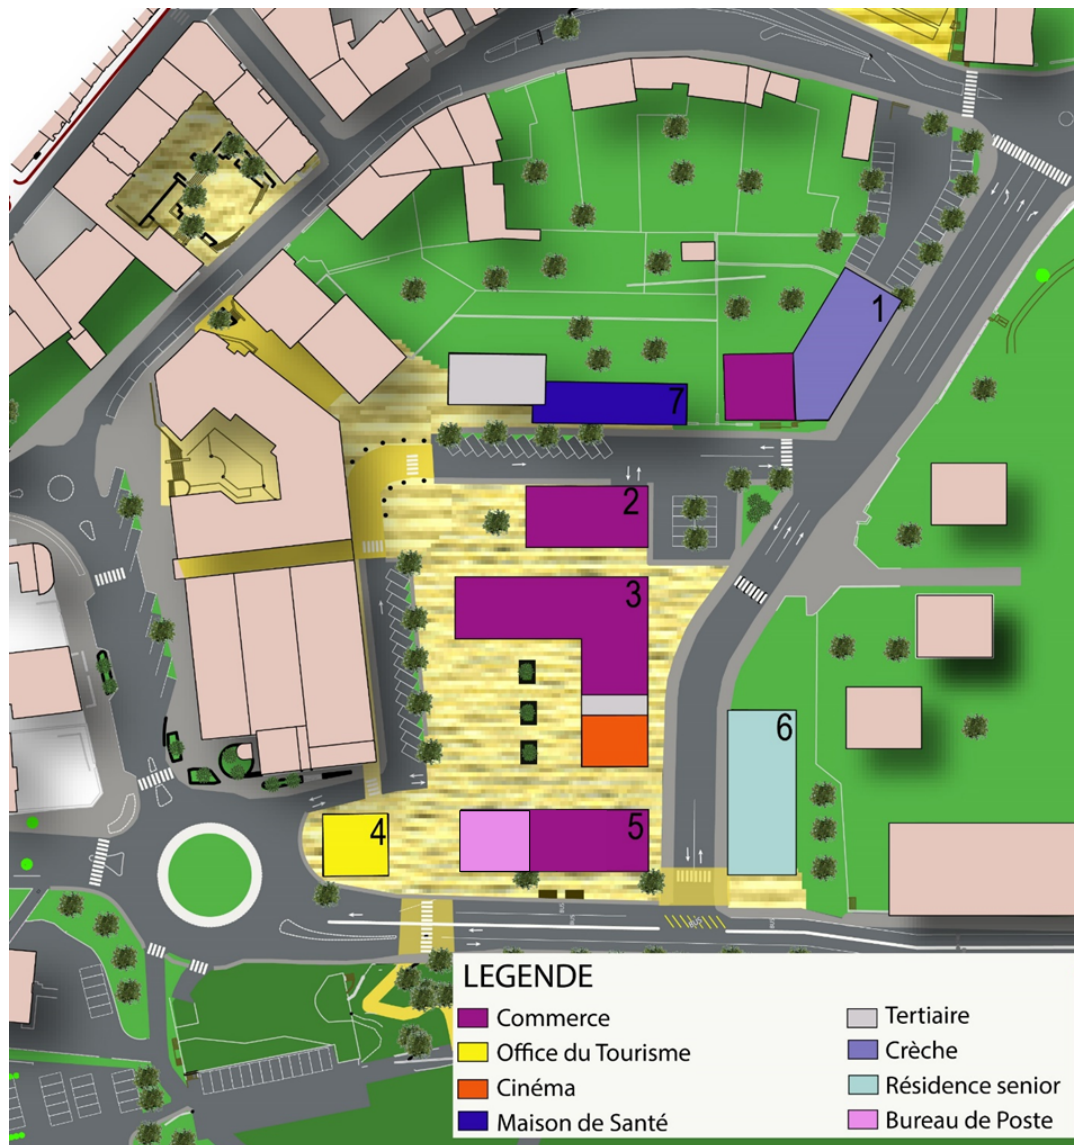 1
7
2
3
6
4
5
LEGENDE
Commerce
Tertiaire
Office du Tourisme
Crèche
Cinéma
Résidence senior
Maison de Santé
Bureau de Poste